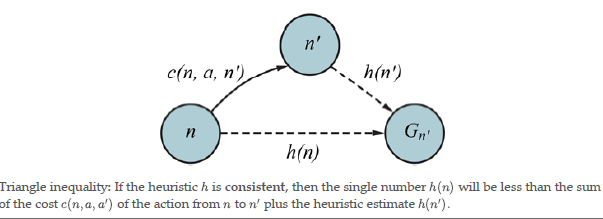 n′
c(n, a, n′)
h(n′)
n
G n′
h(n)
Triangle inequality: If the heuristic h is consistent, then the single number h(n) will be less than the sum
of the cost c(n, a, a′) of the action from n to n′ plus the heuristic estimate h(n′).